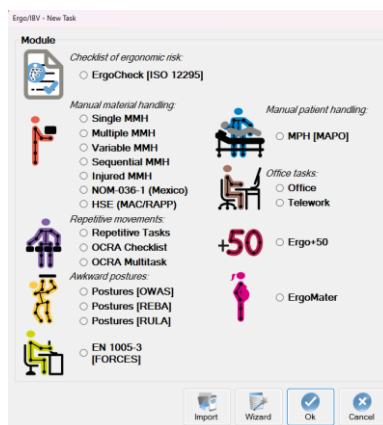 Ergo/IBV - New Task
Module
Checklist of ergonomic risk:
ErgoCheck [ISO 12295]
Manual material handling:
Single MMH
Multiple MMH
Variable MMH
Sequential MMH
Injured MMH
NOM-036-1 (Mexico)
HSE (MAC/RAPP)
Repetitive movements:
Repetitive Tasks
OCRA Checklist
OCRA Multitask
Awkward postures:
Postures [OWAS]
Postures [REBA]
Postures [RULA]
EN 1005-3
[FORCES]
Manual patient handling:
MPH [MAPO]
Office tasks:
Office
Telework
+50
Ergo+50
ErgoMater
Import
Wizard
Ok
Cancel